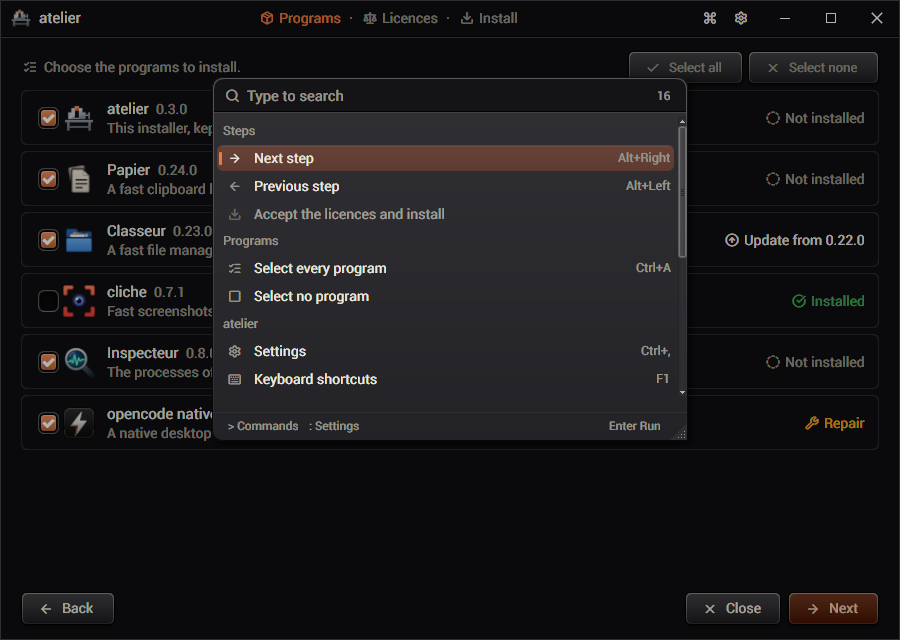 atelier
Programs · Licences · Install
Choose the programs to install.
Select all
Select none
atelier 0.3.0
This installer, kep
Not installed
Papier 0.24.0
A fast clipboard
Not installed
Classeur 0.23.0
A fast file manag
Update from 0.22.0
cliche 0.7.1
Fast screenshots
Installed
Inspecteur 0.8.
The processes of
Not installed
opencode native
A native desktop
Repair
Type to search
16
Steps
Next step Alt+Right
Previous step Alt+Left
Accept the licences and install
Programs
Select every program Ctrl+A
Select no program
atelier
Settings Ctrl+,
Keyboard shortcuts F1
> Commands : Settings Enter Run
Back
Close
Next